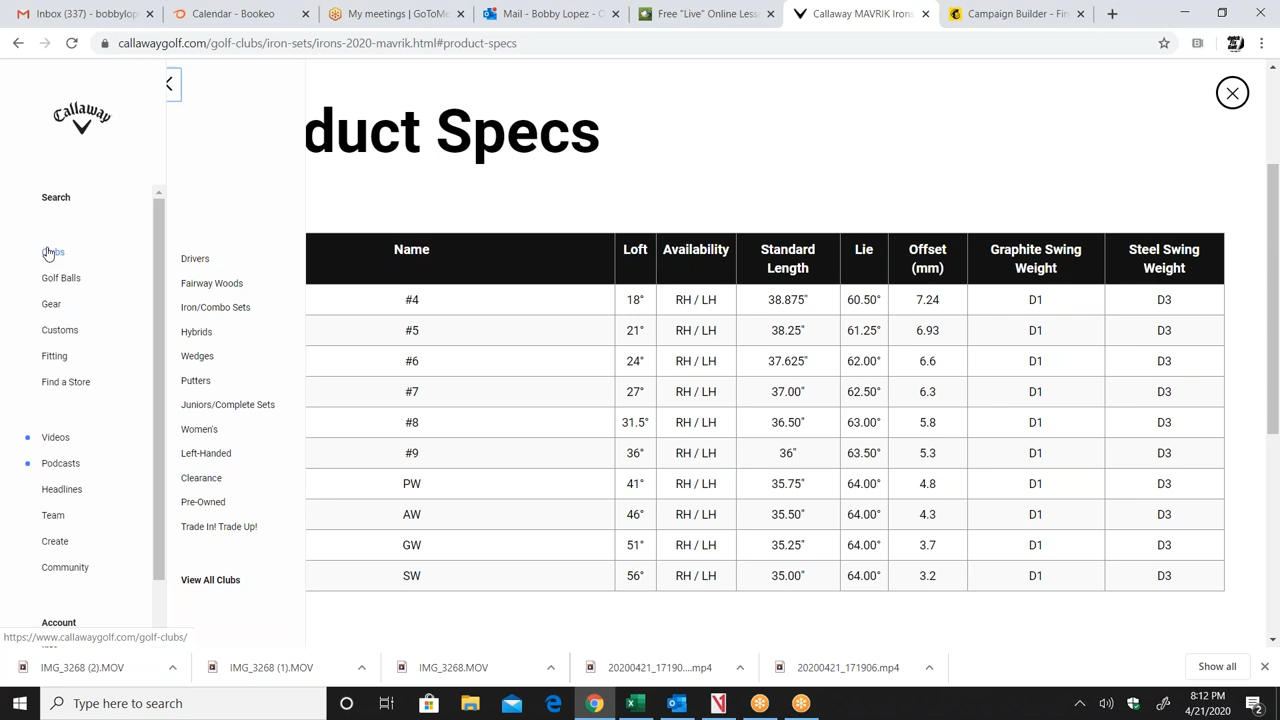 Inbox (333) - bobbylop
Calendar - Bookeo
My meetings | GoToMe
Mail - Bobby Lopez - O
Free "Live" Online Less
Callaway MAVRIK Irons
Campaign Builder - Fin
callawaygolf.com/golf-clubs/iron-sets/irons-2020-mavrik.html#product-specs
Callaway
duct Specs
Search
Clubs
Golf Balls
Gear
Customs
Fitting
Find a Store
Videos
Podcasts
Headlines
Team
Create
Community
Account
Drivers
Fairway Woods
Iron/Combo Sets
Hybrids
Wedges
Putters
Juniors/Complete Sets
Women's
Left-Handed
Clearance
Pre-Owned
Trade In! Trade Up!
View All Clubs
Name Loft Availability Standard Length Lie Offset (mm) Graphite Swing Weight Steel Swing Weight
#4 18° RH / LH 38.875" 60.50° 7.24 D1 D3
#5 21° RH / LH 38.25" 61.25° 6.93 D1 D3
#6 24° RH / LH 37.625" 62.00° 6.6 D1 D3
#7 27° RH / LH 37.00" 62.50° 6.3 D1 D3
#8 31.5° RH / LH 36.50" 63.00° 5.8 D1 D3
#9 36° RH / LH 36" 63.50° 5.3 D1 D3
PW 41° RH / LH 35.75" 64.00° 4.8 D1 D3
AW 46° RH / LH 35.50" 64.00° 4.3 D1 D3
GW 51° RH / LH 35.25" 64.00° 3.7 D1 D3
SW 56° RH / LH 35.00" 64.00° 3.2 D1 D3
https://www.callawaygolf.com/golf-clubs/
IMG_3268 (2).MOV
IMG_3268 (1).MOV
IMG_3268.MOV
20200421_17190....mp4
20200421_171906.mp4
Show all
Type here to search
8:12 PM
4/21/2020
2